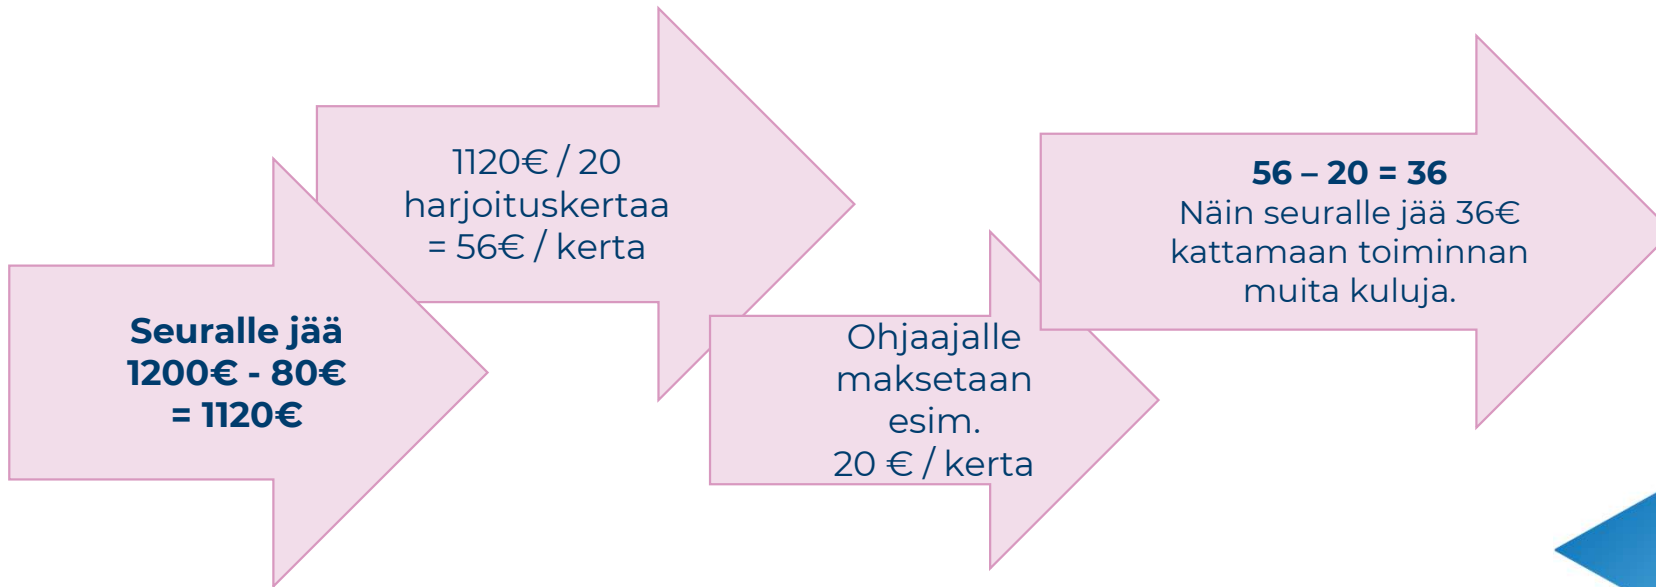 Seuralle jää
1200€ - 80€
= 1120€
1120€ / 20
harjoituskertaa
= 56€ / kerta
Ohjaajalle
maksetaan
esim.
20 € / kerta
56 – 20 = 36
Näin seuralle jää 36€
kattamaan toiminnan
muita kuluja.